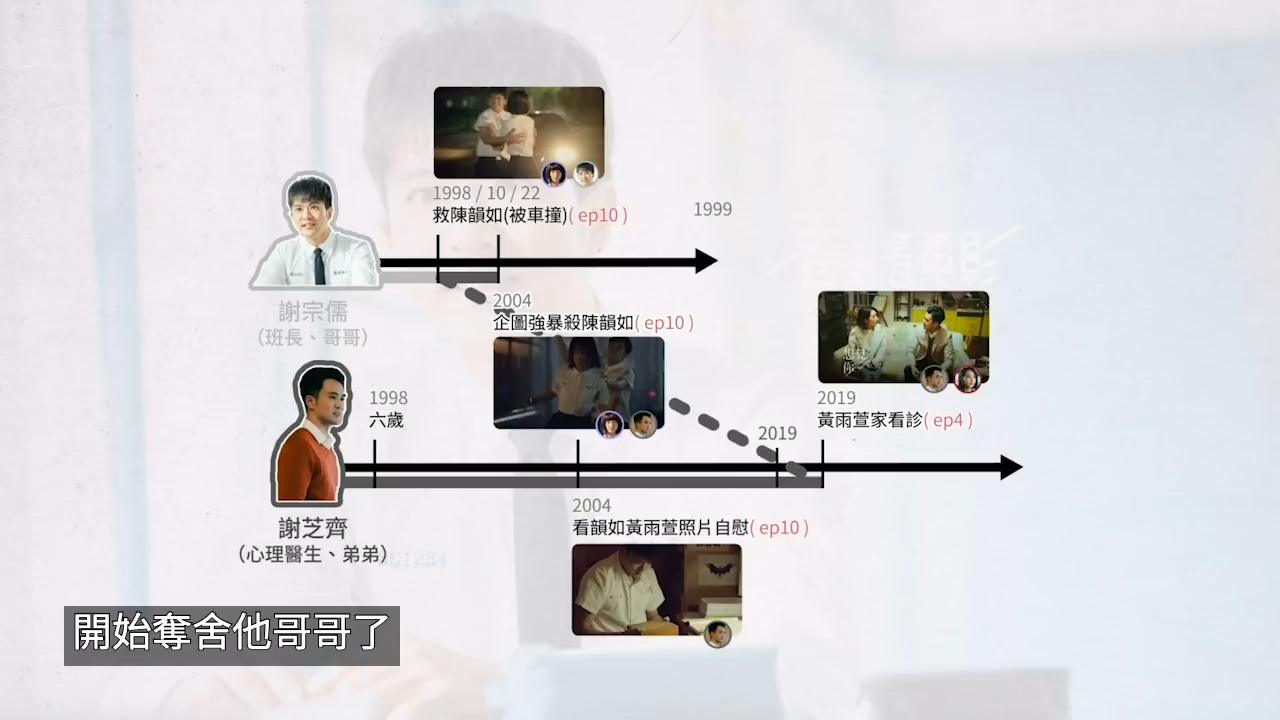 1998 / 10 / 22
救陳韻如(被車撞)( ep10 )
1999
謝宗儒
(班長、哥哥)
2004
企圖強暴殺陳韻如( ep10 )
想見你
2019
黃雨萱家看診( ep4 )
1998
六歲
2019
謝芝齊
(心理醫生、弟弟)
2004
看韻如黃雨萱照片自慰( ep10 )
開始奪舍他哥哥了